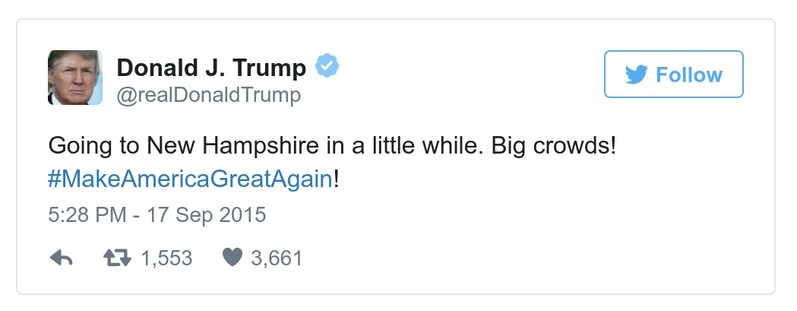 Donald J. Trump
@realDonaldTrump
Follow
Going to New Hampshire in a little while. Big crowds!
#MakeAmericaGreatAgain!
5:28 PM - 17 Sep 2015
1,553 3,661